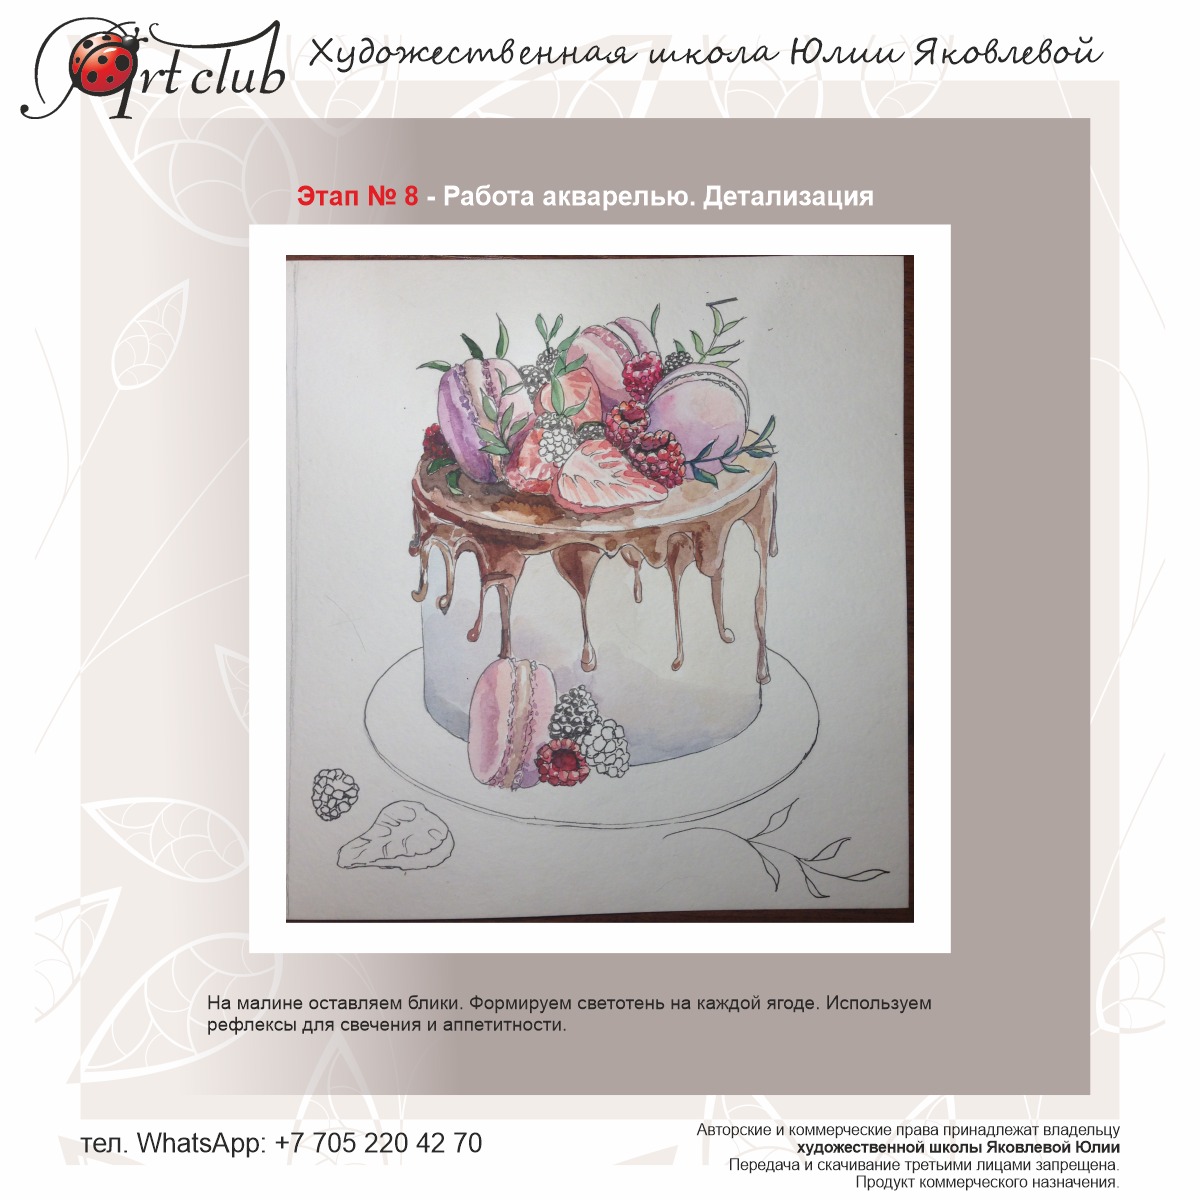 Art club
Художественная школа Юлии Яковлевой
Этап № 8 - Работа акварелью. Детализация
На малине оставляем блики. Формируем светотень на каждой ягоде. Используем
рефлексы для свечения и аппетитности.
тел. WhatsApp: +7 705 220 42 70
Авторские и коммерческие права принадлежат владельцу
художественной школы Яковлевой Юлии
Передача и скачивание третьими лицами запрещена.
Продукт коммерческого назначения.